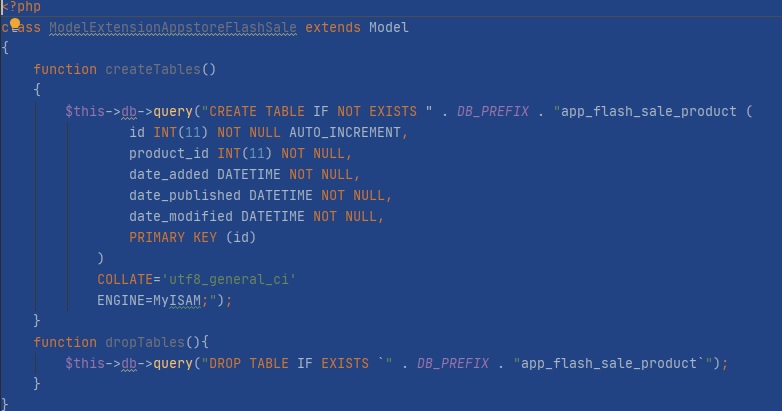 <?php
class ModelExtensionAppstoreFlashSale extends Model
{
    function createTables()
    {
        $this->db->query("CREATE TABLE IF NOT EXISTS " . DB_PREFIX . "app_flash_sale_product (
                id INT(11) NOT NULL AUTO_INCREMENT,
                product_id INT(11) NOT NULL,
                date_added DATETIME NOT NULL,
                date_published DATETIME NOT NULL,
                date_modified DATETIME NOT NULL,
                PRIMARY KEY (id)
            )
            COLLATE='utf8_general_ci'
            ENGINE=MyISAM;");
    }
    function dropTables(){
        $this->db->query("DROP TABLE IF EXISTS `" . DB_PREFIX . "app_flash_sale_product`");
    }
}